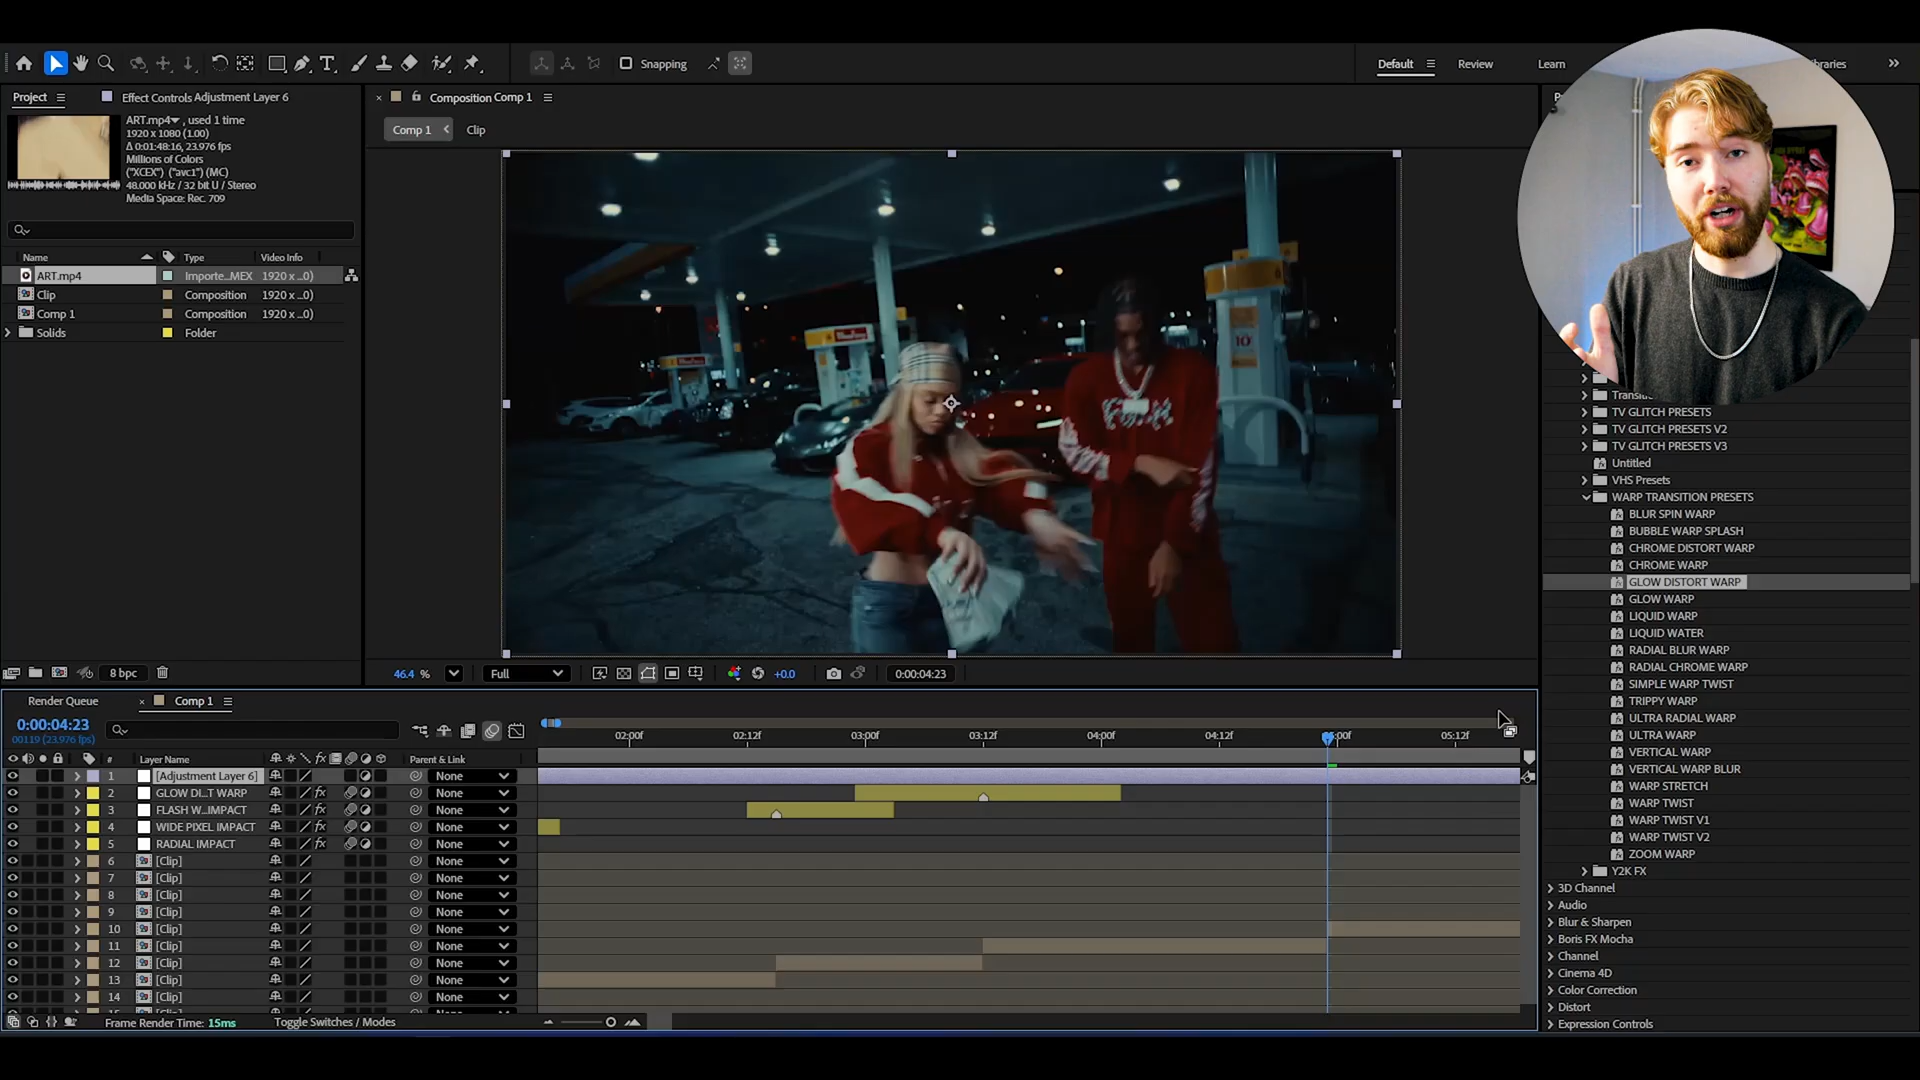 Snapping
Default
Review
Learn
Libraries
Project
Effect Controls Adjustment Layer 6
Composition Comp 1
ART.mp4 , used 1 time
1920 x 1080 (1.00)
Δ 0:01:48:16, 23.976 fps
Millions of Colors
("XCEX") ("avc1") (MC)
48.000 kHz / 32 bit U / Stereo
Media Space: Rec. 709
Comp 1
Clip
Name
Type
Video Info
ART.mp4
Importe...MEX
1920 x ...0)
Clip
Composition
1920 x ...0)
Comp 1
Composition
1920 x ...0)
Solids
Folder
10
8 bpc
46.4 %
Full
+0.0
0:00:04:23
TV GLITCH PRESETS
TV GLITCH PRESETS V2
TV GLITCH PRESETS V3
Untitled
VHS Presets
WARP TRANSITION PRESETS
BLUR SPIN WARP
BUBBLE WARP SPLASH
CHROME DISTORT WARP
CHROME WARP
GLOW DISTORT WARP
GLOW WARP
LIQUID WARP
LIQUID WATER
RADIAL BLUR WARP
RADIAL CHROME WARP
SIMPLE WARP TWIST
TRIPPY WARP
ULTRA RADIAL WARP
ULTRA WARP
VERTICAL WARP
VERTICAL WARP BLUR
WARP STRETCH
WARP TWIST
WARP TWIST V1
WARP TWIST V2
ZOOM WARP
Y2K FX
3D Channel
Audio
Blur & Sharpen
Boris FX Mocha
Channel
Cinema 4D
Color Correction
Distort
Expression Controls
Render Queue
Comp 1
0:00:04:23
00119 (23.976 fps)
02:00f
02:12f
03:00f
03:12f
04:00f
04:12f
05:00f
05:12f
# Layer Name
Parent & Link
1 [Adjustment Layer 6] None
2 GLOW DI...T WARP None
3 FLASH W...IMPACT None
4 WIDE PIXEL IMPACT None
5 RADIAL IMPACT None
6 [Clip] None
7 [Clip] None
8 [Clip] None
9 [Clip] None
10 [Clip] None
11 [Clip] None
12 [Clip] None
13 [Clip] None
14 [Clip] None
Frame Render Time: 15ms
Toggle Switches / Modes